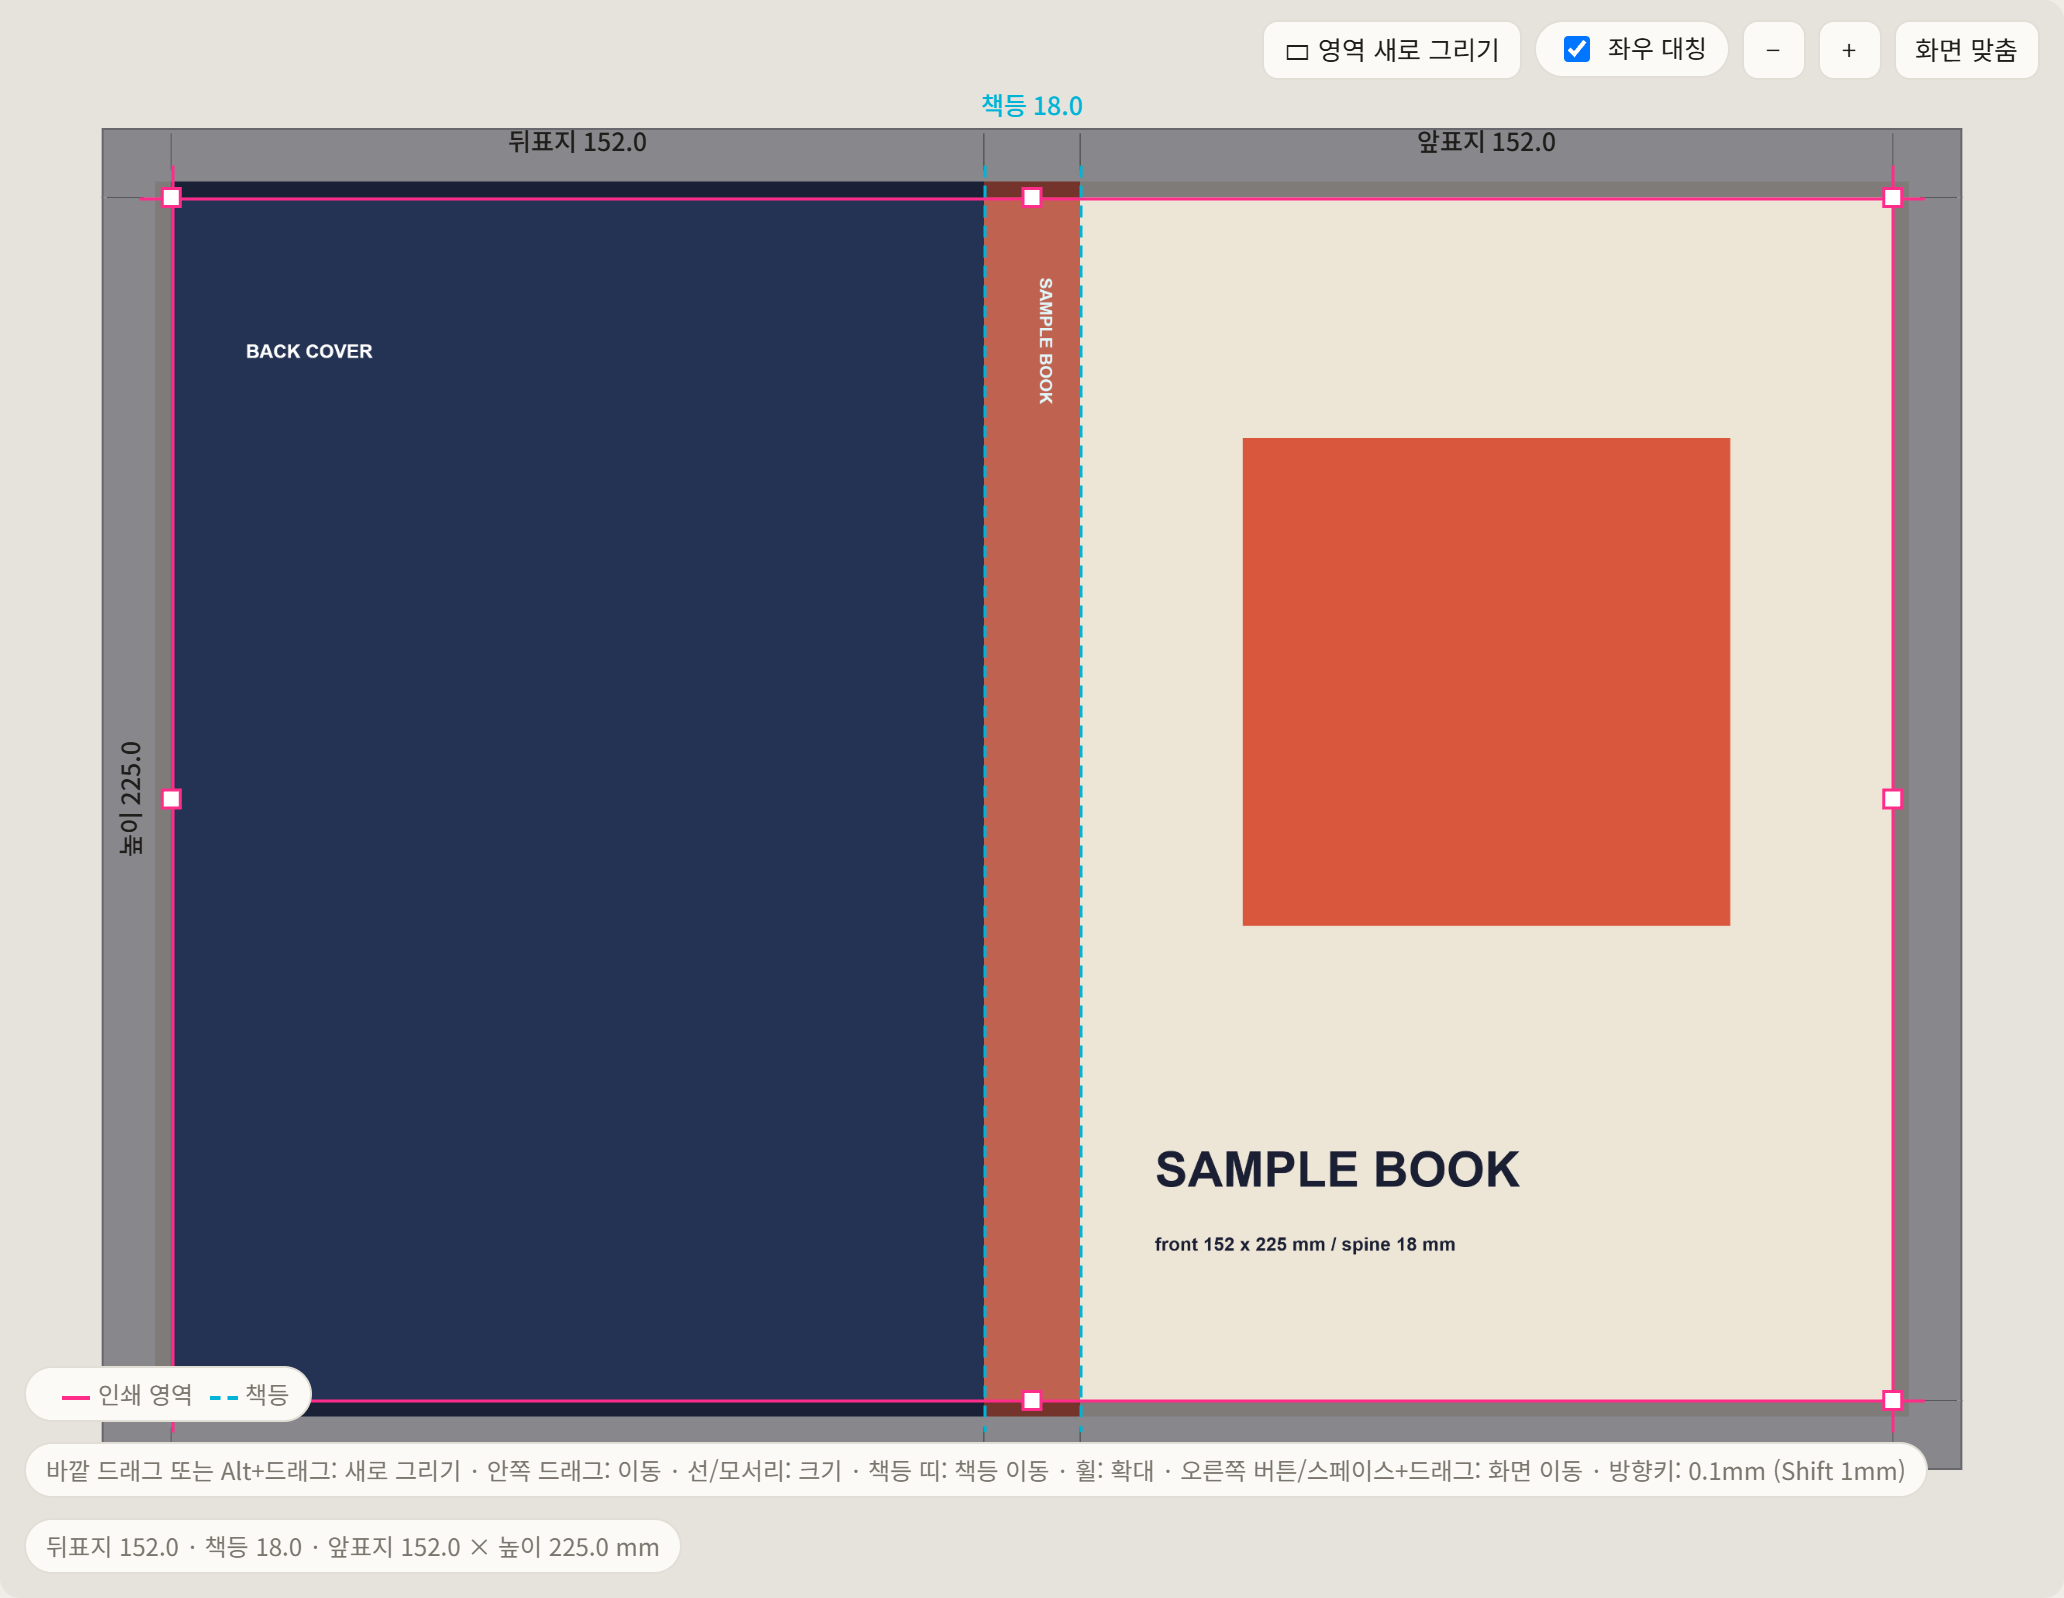 영역 새로 그리기
좌우 대칭
−
+
화면 맞춤
책등 18.0
뒤표지 152.0
앞표지 152.0
높이 225.0
BACK COVER
SAMPLE BOOK
SAMPLE BOOK
front 152 x 225 mm / spine 18 mm
인쇄 영역
책등
바깥 드래그 또는 Alt+드래그: 새로 그리기 · 안쪽 드래그: 이동 · 선/모서리: 크기 · 책등 띠: 책등 이동 · 휠: 확대 · 오른쪽 버튼/스페이스+드래그: 화면 이동 · 방향키: 0.1mm (Shift 1mm)
뒤표지 152.0 · 책등 18.0 · 앞표지 152.0 × 높이 225.0 mm